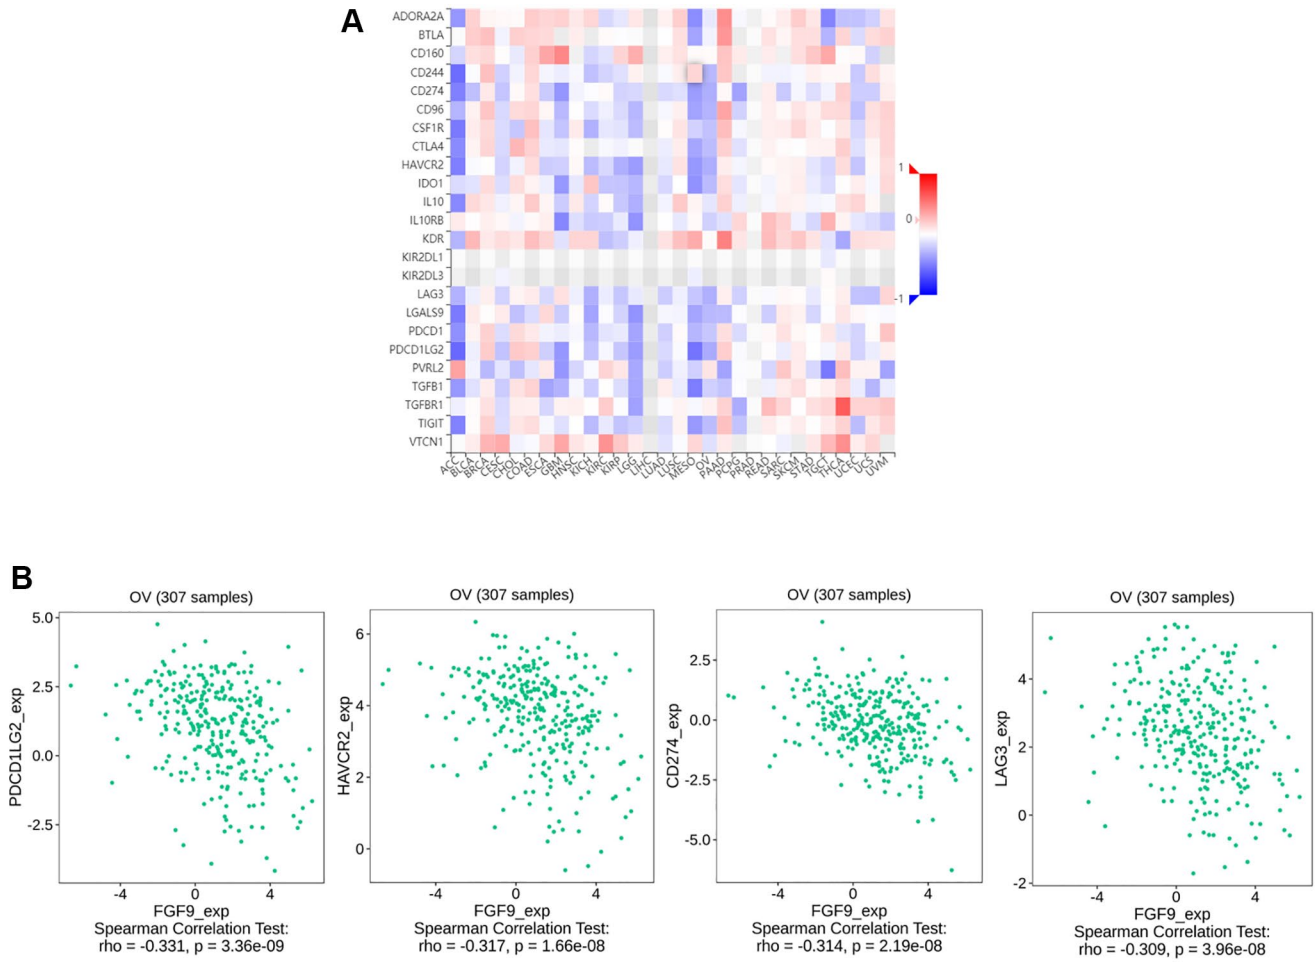 A
ADORA2A
BTLA
CD160
CD244
CD274
CD96
CSF1R
CTLA4
HAVCR2
IDO1
IL10
IL10RB
KDR
KIR2DL1
KIR2DL3
LAG3
LGALS9
PDCD1
PDCD1LG2
PVRL2
TGFB1
TGFBR1
TIGIT
VTCN1
1
0
-1
ACC BLCA BRCA CESC CHOL COAD ESCA GBM HNSC KICH KIRC KIRP LGG LIHC LUAD LUSC MESO OV PAAD PCPG PRAD READ SARC SKCM STAD TGCT THCA UCEC UCS UVM
B
OV (307 samples)
5.0
2.5
0.0
-2.5
PDCD1LG2_exp
-4 0 4
FGF9_exp
Spearman Correlation Test:
rho = -0.331, p = 3.36e-09
OV (307 samples)
6
4
2
0
HAVCR2_exp
-4 0 4
FGF9_exp
Spearman Correlation Test:
rho = -0.317, p = 1.66e-08
OV (307 samples)
2.5
0.0
-2.5
-5.0
CD274_exp
-4 0 4
FGF9_exp
Spearman Correlation Test:
rho = -0.314, p = 2.19e-08
OV (307 samples)
4
2
0
-2
LAG3_exp
-4 0 4
FGF9_exp
Spearman Correlation Test:
rho = -0.309, p = 3.96e-08